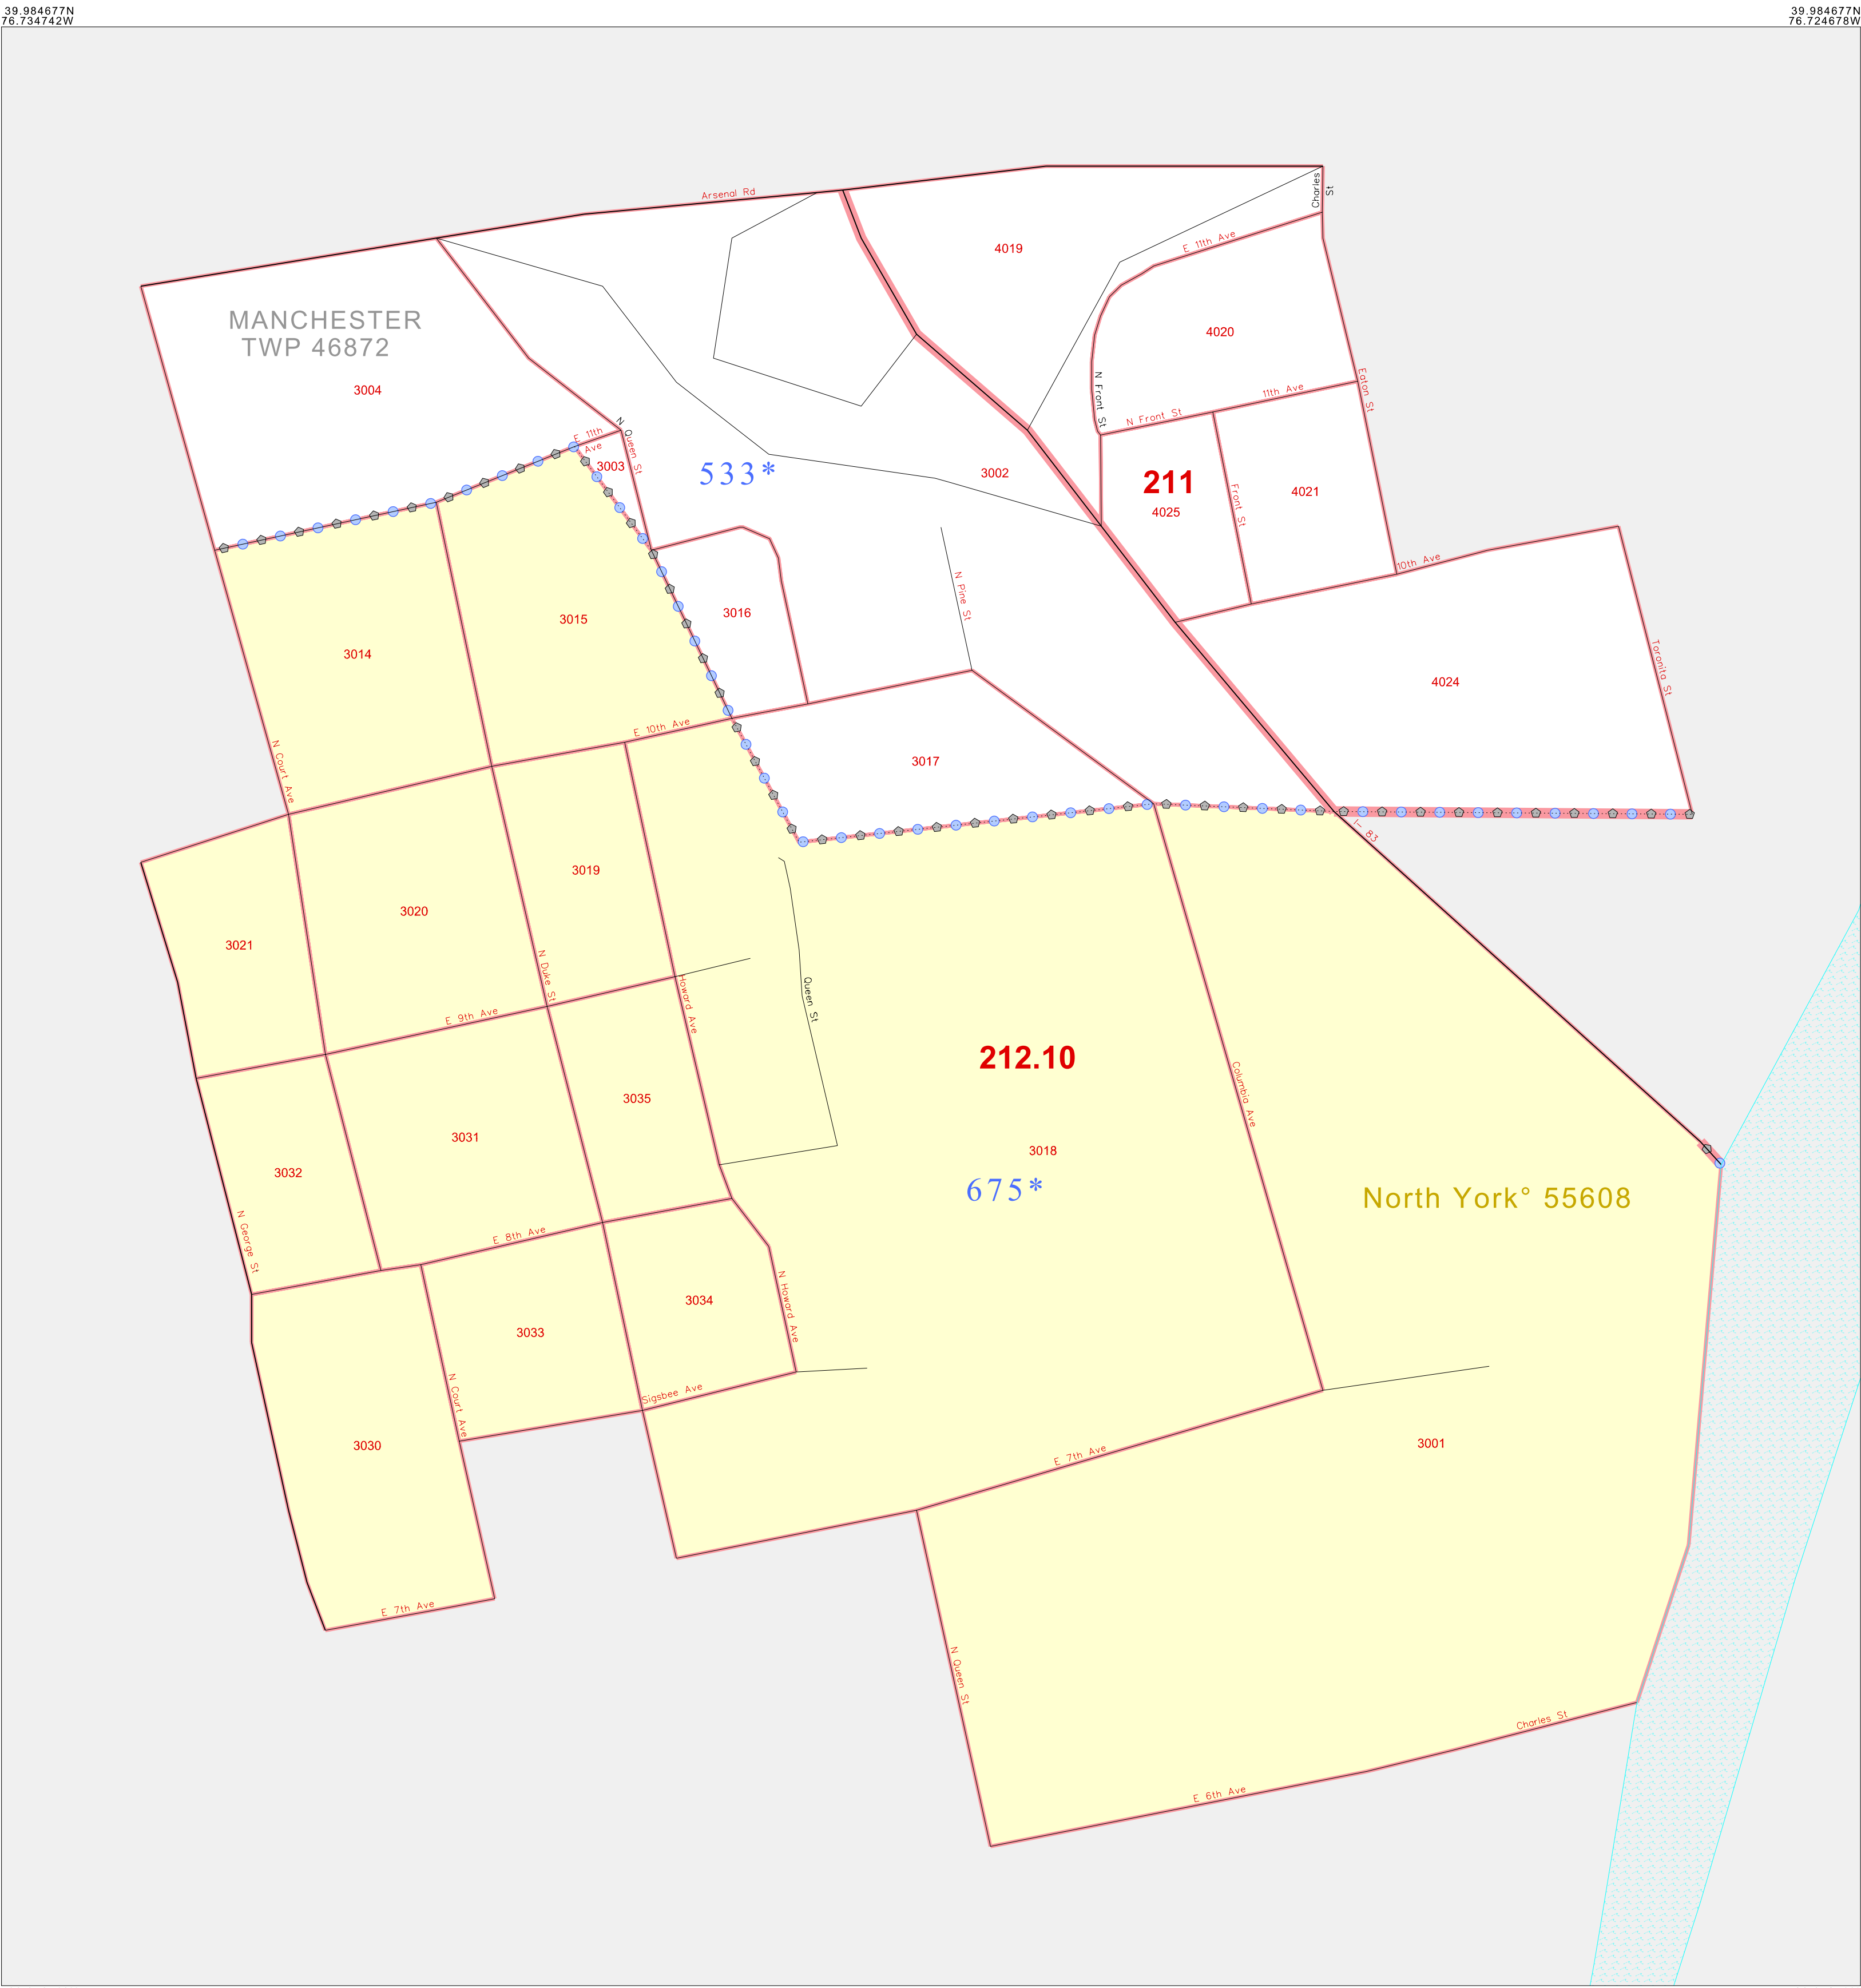 39.984677N
76.734742W
39.984677N
76.724678W
Arsenal Rd
Charles St
E 11th Ave
4019
MANCHESTER
TWP 46872
3004
4020
Eaton St
N Front St
N Front St
11th Ave
N Queen St
E 11th
Ave
3003
533*
3002
211
4025
Front St
4021
10th Ave
N Pine St
3016
3015
3014
Toronita St
4024
E 10th Ave
N Court Ave
3017
I- 83
3019
3020
3021
N Duke St
E 9th Ave
Howard Ave
Queen St
212.10
Columbia Ave
3035
3031
3018
3032
675*
North York° 55608
N George St
E 8th Ave
N Howard Ave
3034
3033
N Court Ave
Sigsbee Ave
3030
E 7th Ave
3001
E 7th Ave
N Queen St
Charles St
E 6th Ave